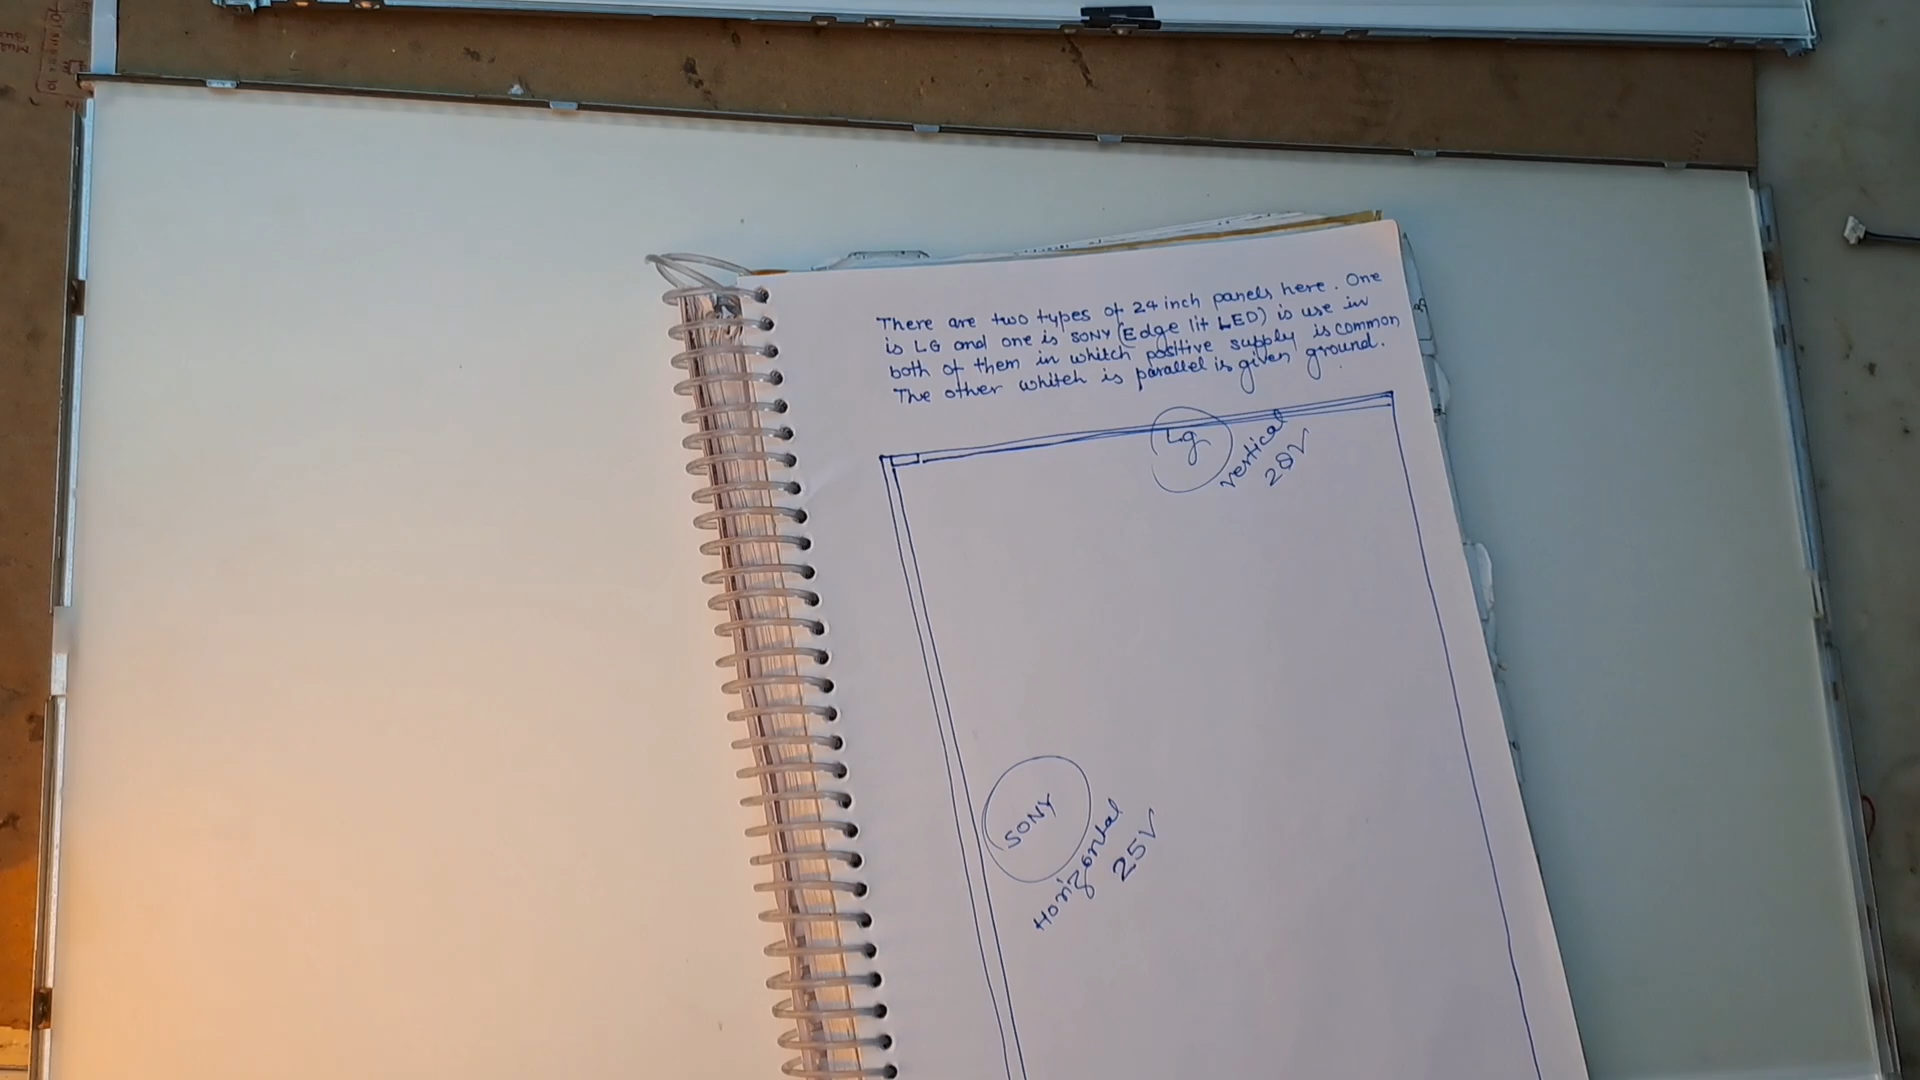 There are two types of 24 inch panels here. One
is LG and one is SONY (Edge lit LED) is use in
both of them in whitch positive supply is common
The other whitch is parallel is given ground.
Lg
vertical
SONY
Horizontal
25V